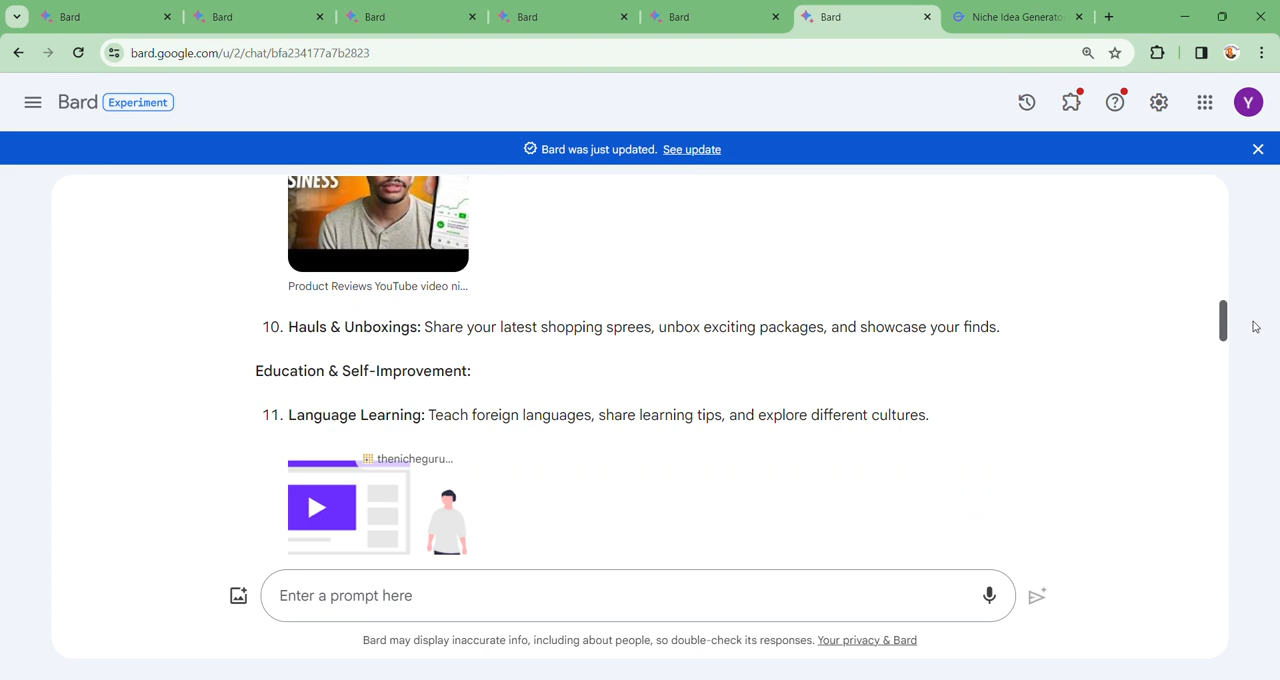 Bard
Bard
Bard
Bard
Bard
Bard
Niche Idea Generato
bard.google.com/u/2/chat/bfa234177a7b2823
Bard Experiment
Y
Bard was just updated. See update
SINESS
Product Reviews YouTube video ni...
10. Hauls & Unboxings: Share your latest shopping sprees, unbox exciting packages, and showcase your finds.
Education & Self-Improvement:
11. Language Learning: Teach foreign languages, share learning tips, and explore different cultures.
thenicheguru...
Enter a prompt here
Bard may display inaccurate info, including about people, so double-check its responses. Your privacy & Bard